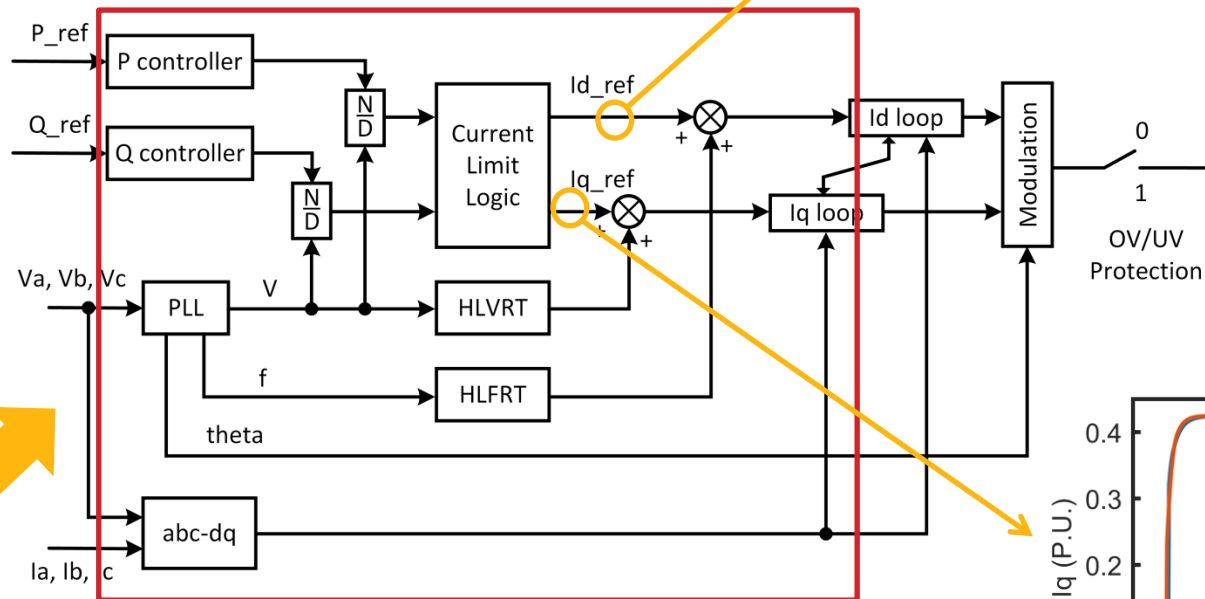 P_ref
P controller
Q_ref
Q controller
N
D
N
D
Current
Limit
Logic
Id_ref
+
+
Iq_ref
+
+
Id loop
Iq loop
Modulation
0
1
OV/UV
Protection
Va, Vb, Vc
PLL
V
HLVRT
f
HLFRT
theta
abc-dq
Ia, Ib, Ic
0.4
0.3
0.2
Iq (P.U.)